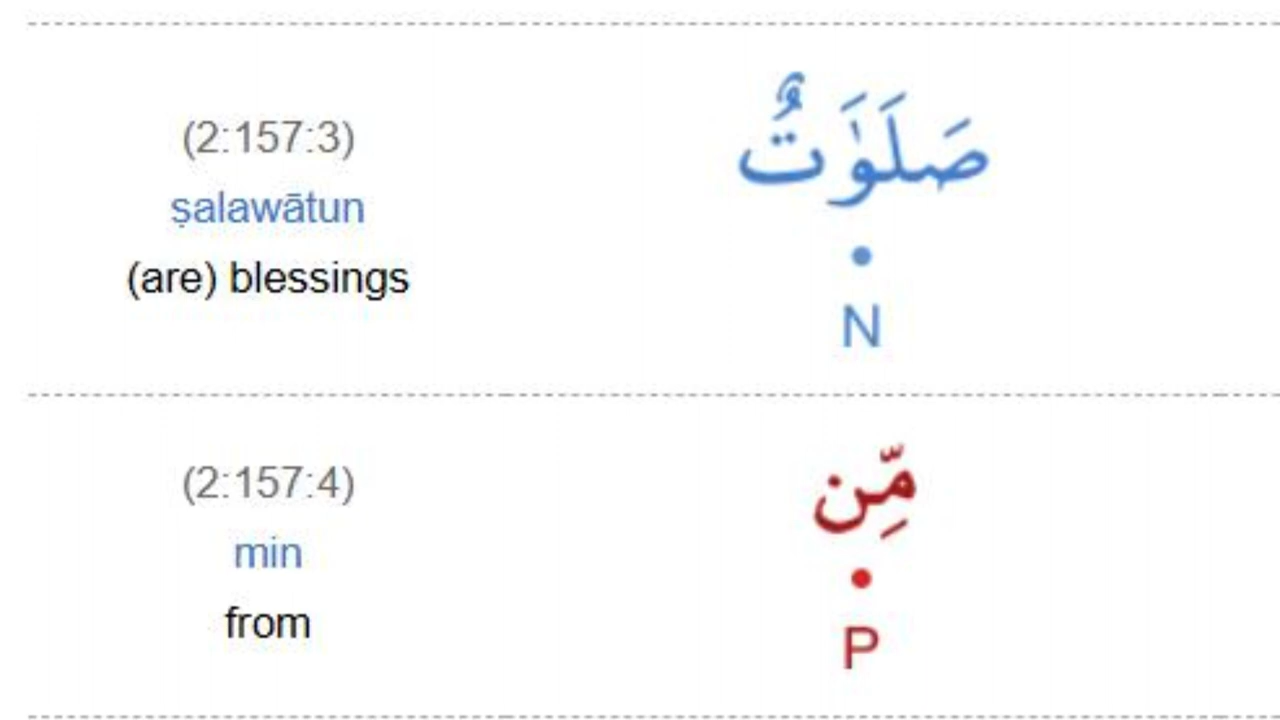 (2:157:3)
ṣalawātun
(are) blessings
صَلَوَٰتٌۭ
N
(2:157:4)
min
from
مِّن
P